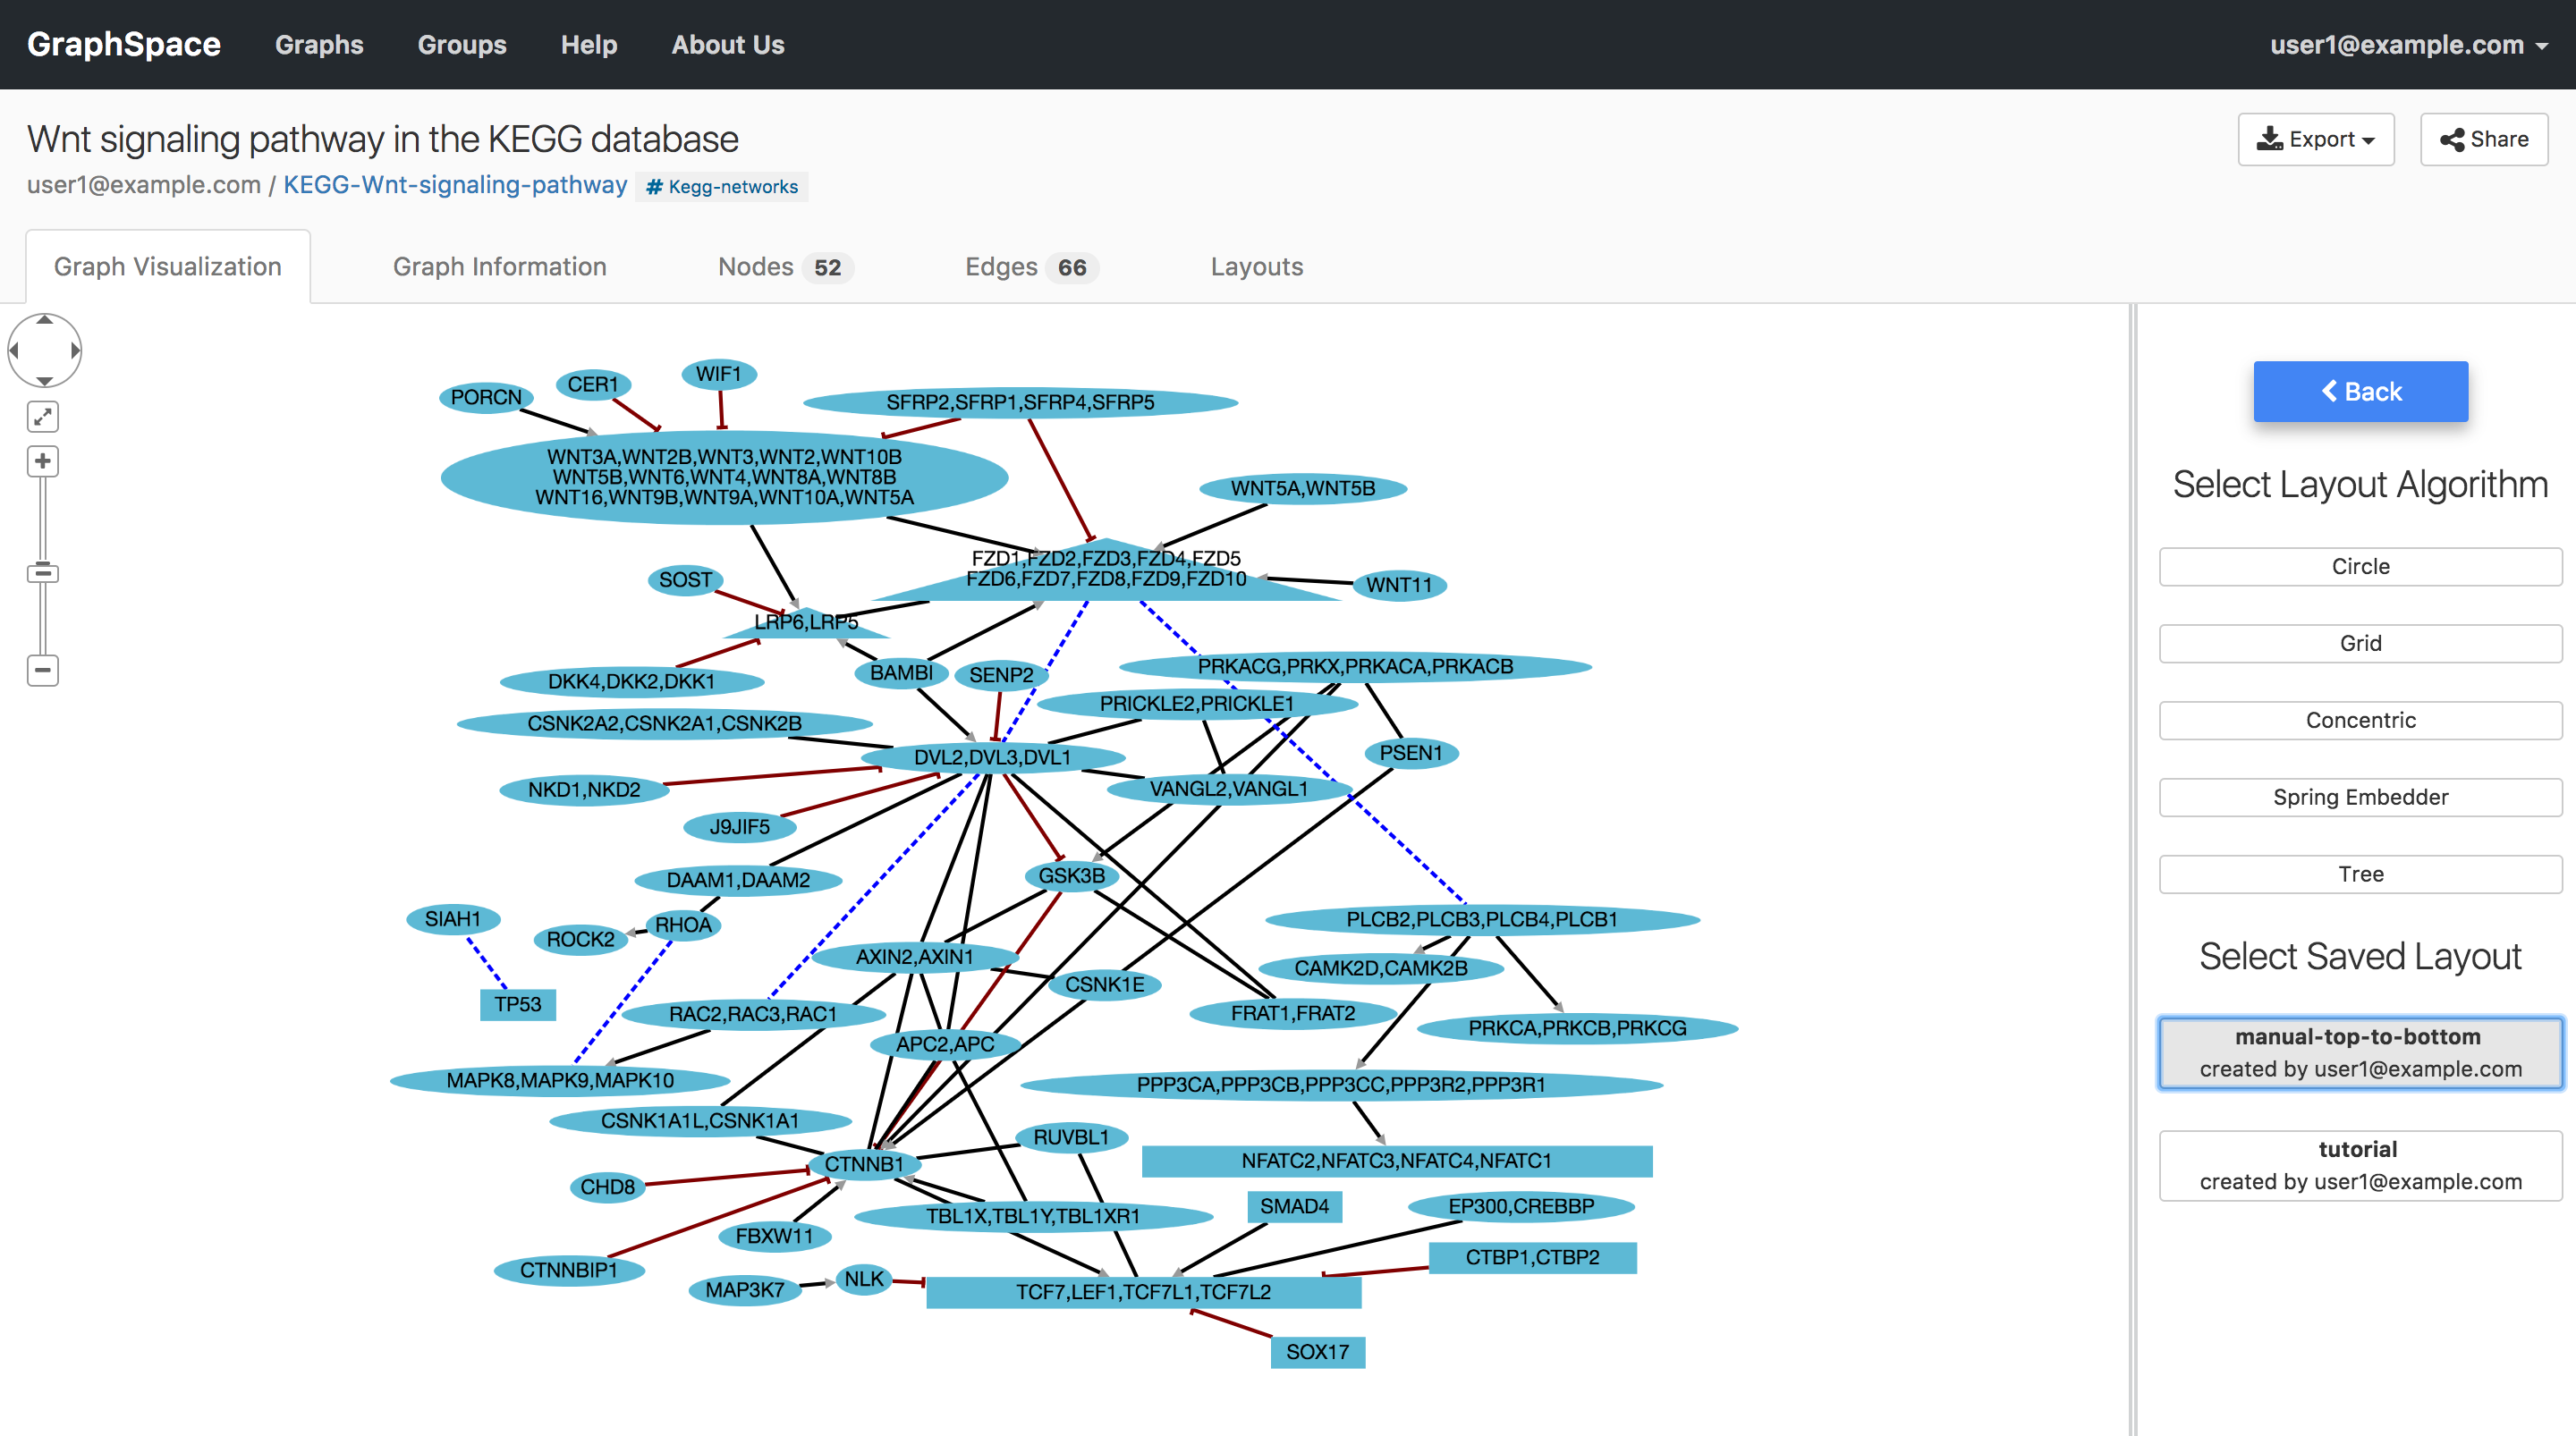 GraphSpace Graphs Groups Help About Us user1@example.com
Wnt signaling pathway in the KEGG database
Export
Share
user1@example.com / KEGG-Wnt-signaling-pathway # Kegg-networks
Graph Visualization Graph Information Nodes 52 Edges 66 Layouts
WIF1
CER1
PORCN
SFRP2,SFRP1,SFRP4,SFRP5
WNT3A,WNT2B,WNT3,WNT2,WNT10B
WNT5B,WNT6,WNT4,WNT8A,WNT8B
WNT16,WNT9B,WNT9A,WNT10A,WNT5A
WNT5A,WNT5B
FZD1,FZD2,FZD3,FZD4,FZD5
FZD6,FZD7,FZD8,FZD9,FZD10
SOST
WNT11
LRP6,LRP5
BAMBI
SENP2
PRKACG,PRKX,PRKACA,PRKACB
DKK4,DKK2,DKK1
PRICKLE2,PRICKLE1
CSNK2A2,CSNK2A1,CSNK2B
DVL2,DVL3,DVL1
PSEN1
NKD1,NKD2
VANGL2,VANGL1
J9JIF5
DAAM1,DAAM2
GSK3B
SIAH1
RHOA
ROCK2
PLCB2,PLCB3,PLCB4,PLCB1
AXIN2,AXIN1
CAMK2D,CAMK2B
CSNK1E
TP53
RAC2,RAC3,RAC1
FRAT1,FRAT2
PRKCA,PRKCB,PRKCG
APC2,APC
MAPK8,MAPK9,MAPK10
PPP3CA,PPP3CB,PPP3CC,PPP3R2,PPP3R1
CSNK1A1L,CSNK1A1
RUVBL1
CTNNB1
NFATC2,NFATC3,NFATC4,NFATC1
CHD8
TBL1X,TBL1Y,TBL1XR1
SMAD4
EP300,CREBBP
FBXW11
CTNNBIP1
CTBP1,CTBP2
MAP3K7
NLK
TCF7,LEF1,TCF7L1,TCF7L2
SOX17
Back
Select Layout Algorithm
Circle
Grid
Concentric
Spring Embedder
Tree
Select Saved Layout
manual-top-to-bottom
created by user1@example.com
tutorial
created by user1@example.com